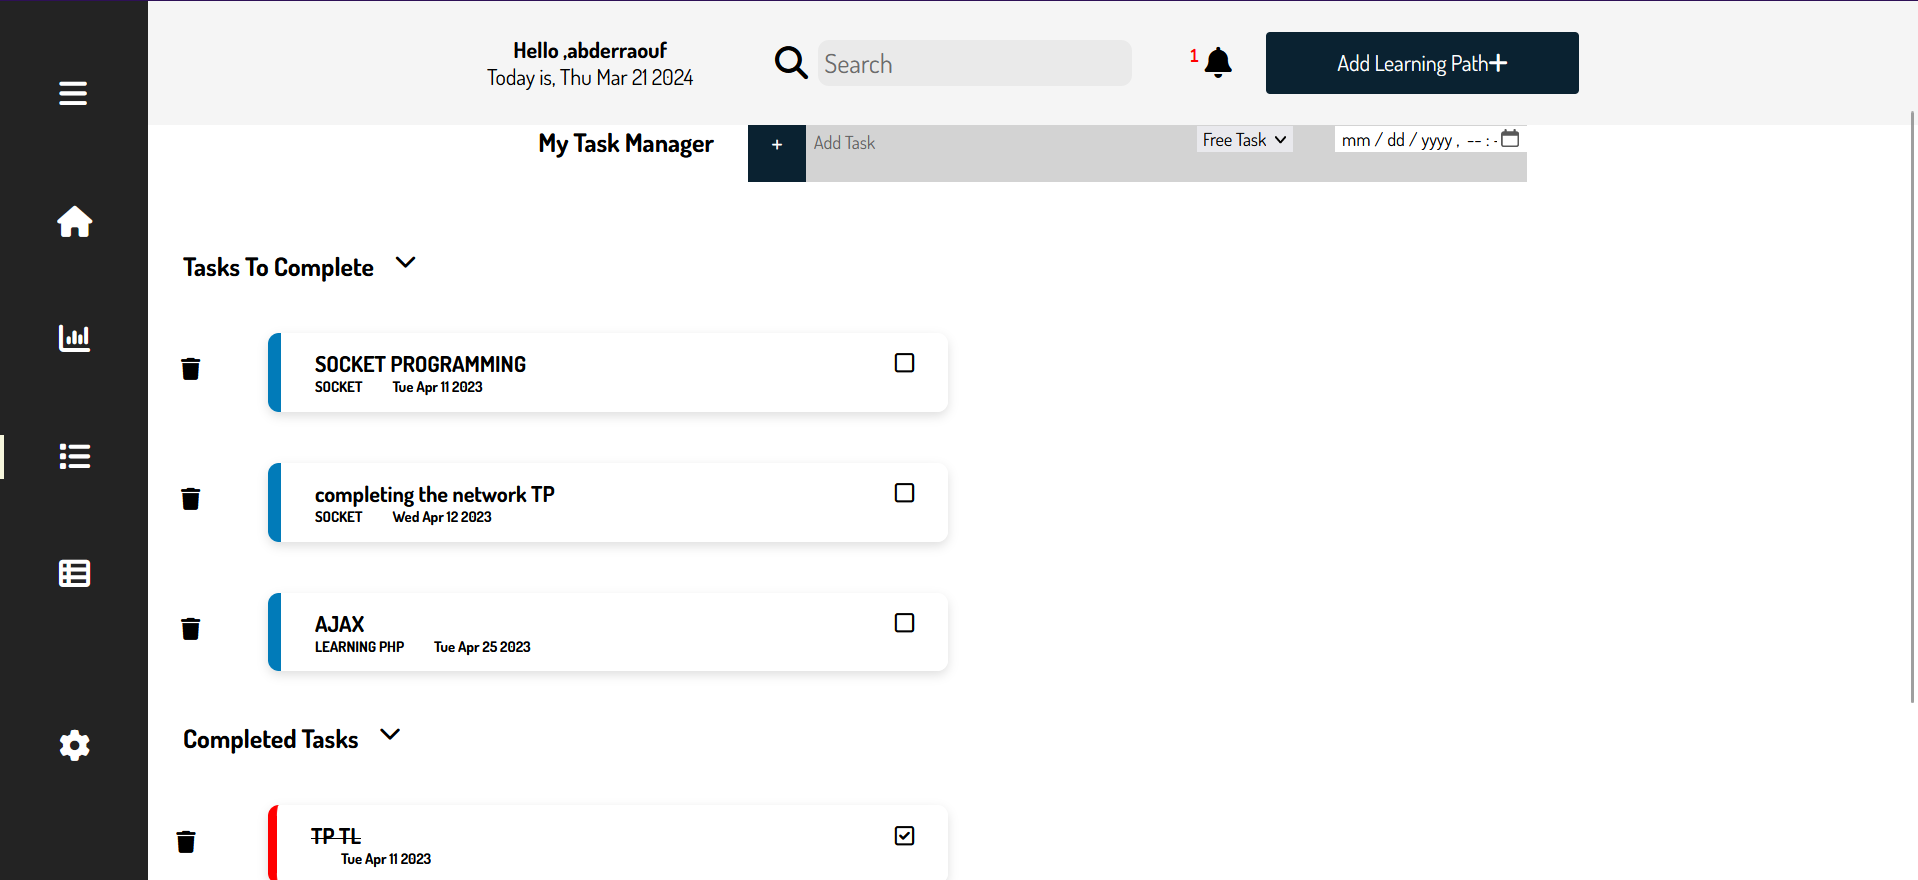 Hello ,abderraouf
Today is, Thu Mar 21 2024
Search
1
Add Learning Path+
My Task Manager
+
Add Task
Free Task
mm / dd / yyyy , -- : -
Tasks To Complete
SOCKET PROGRAMMING
SOCKET Tue Apr 11 2023
completing the network TP
SOCKET Wed Apr 12 2023
AJAX
LEARNING PHP Tue Apr 25 2023
Completed Tasks
TP TL
Tue Apr 11 2023